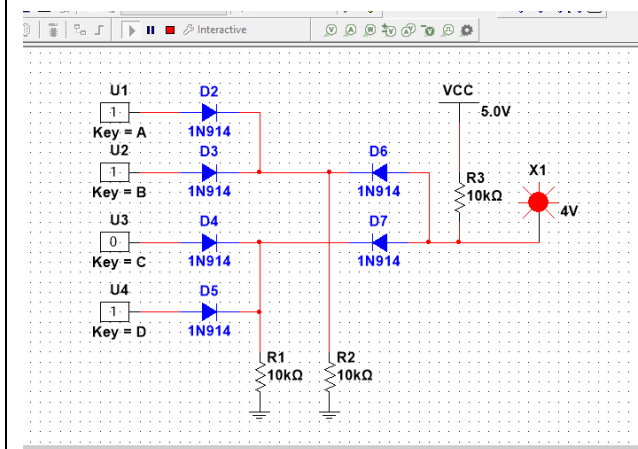 Interactive
U1
1
Key = A
D2
1N914
U2
1
Key = B
D3
1N914
U3
0
Key = C
D4
1N914
U4
1
Key = D
D5
1N914
D6
1N914
D7
1N914
VCC
5.0V
R3
10kΩ
X1
4V
R1
10kΩ
R2
10kΩ